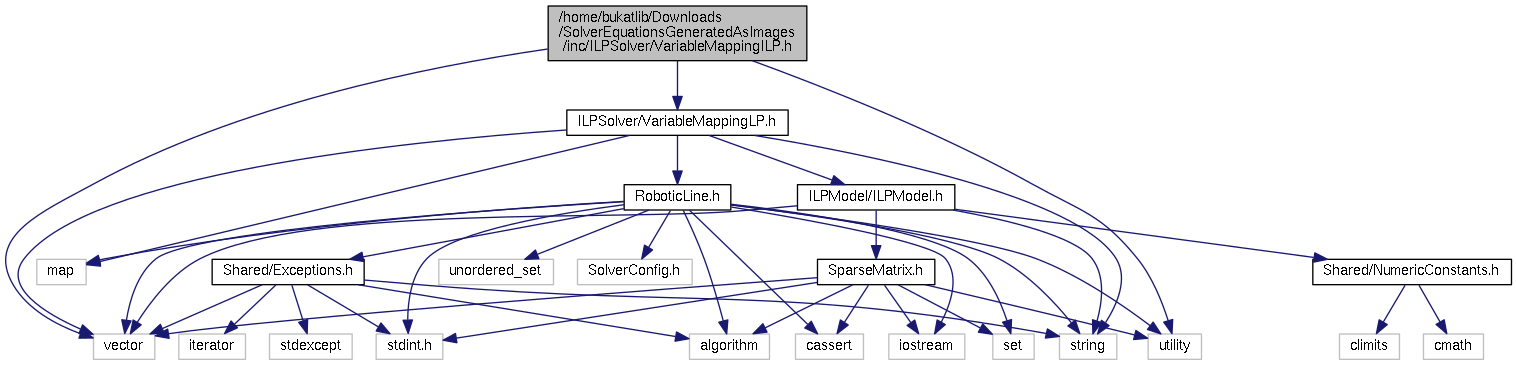 /home/bukatlib/Downloads
/SolverEquationsGeneratedAsImages
/inc/ILPSolver/VariableMappingILP.h
ILPSolver/VariableMappingLP.h
RoboticLine.h
ILPModel/ILPModel.h
map
Shared/Exceptions.h
unordered_set
SolverConfig.h
SparseMatrix.h
Shared/NumericConstants.h
vector
iterator
stdexcept
stdint.h
algorithm
cassert
iostream
set
string
utility
climits
cmath